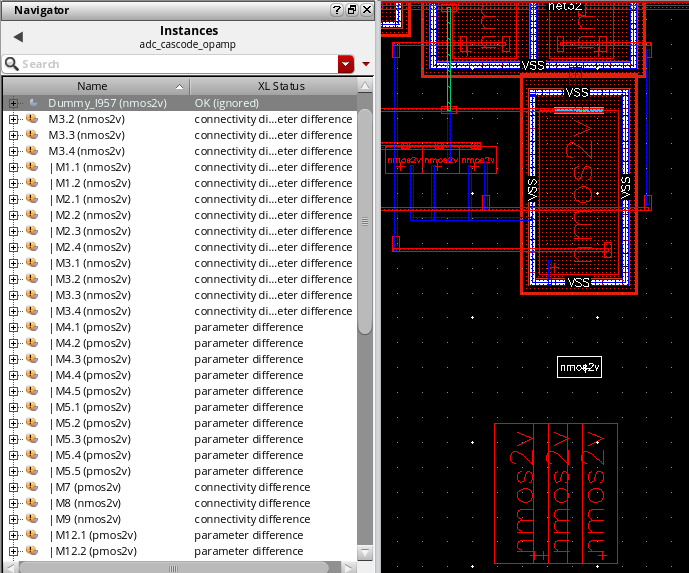 Navigator
Instances
adc_cascode_opamp
Search
Name XL Status
Dummy_I957 (nmos2v) OK (ignored)
M3.2 (nmos2v) connectivity di...eter difference
M3.3 (nmos2v) connectivity di...eter difference
M3.4 (nmos2v) connectivity di...eter difference
|M1.1 (nmos2v) connectivity di...eter difference
|M1.2 (nmos2v) connectivity di...eter difference
|M2.1 (nmos2v) connectivity di...eter difference
|M2.2 (nmos2v) connectivity di...eter difference
|M2.3 (nmos2v) connectivity di...eter difference
|M2.4 (nmos2v) connectivity di...eter difference
|M3.1 (nmos2v) connectivity di...eter difference
|M3.2 (nmos2v) connectivity di...eter difference
|M3.3 (nmos2v) connectivity di...eter difference
|M3.4 (nmos2v) connectivity di...eter difference
|M4.1 (pmos2v) parameter difference
|M4.2 (pmos2v) parameter difference
|M4.3 (pmos2v) parameter difference
|M4.4 (pmos2v) parameter difference
|M4.5 (pmos2v) parameter difference
|M5.1 (pmos2v) parameter difference
|M5.2 (pmos2v) parameter difference
|M5.3 (pmos2v) parameter difference
|M5.4 (pmos2v) parameter difference
|M5.5 (pmos2v) parameter difference
|M7 (pmos2v) connectivity difference
|M8 (nmos2v) connectivity difference
|M9 (nmos2v) connectivity difference
|M12.1 (pmos2v) parameter difference
|M12.2 (pmos2v) parameter difference
net32
VSS
VSS
nmos2v
nmos2v nmos2v nmos2v
VSS
VSS
VSS
nmos2v
nmos2v
nmos2v
nmos2v